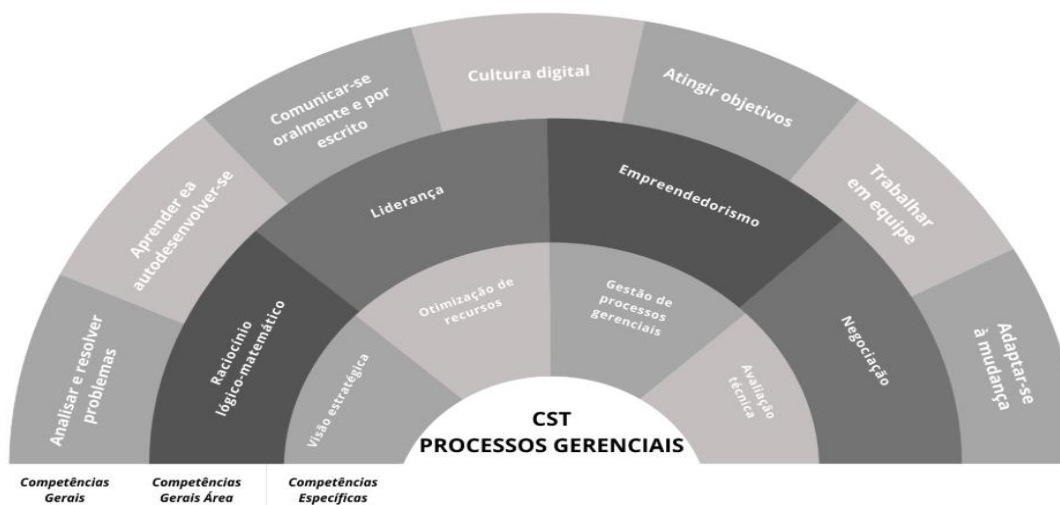 Analisar e resolver
problemas
Aprender ea
autodesenvolver-se
Comunicar-se
oralmente e por
escrito
Cultura digital
Atingir objetivos
Trabalhar
em equipe
Adaptar-se
à mudança
Raciocínio
lógico-matemático
Liderança
Empreendedorismo
Negociação
Visão estratégica
Otimização de
recursos
Gestão de
processos
gerenciais
Avaliação
técnica
CST
PROCESSOS GERENCIAIS
Competências
Gerais
Competências
Gerais Área
Competências
Específicas